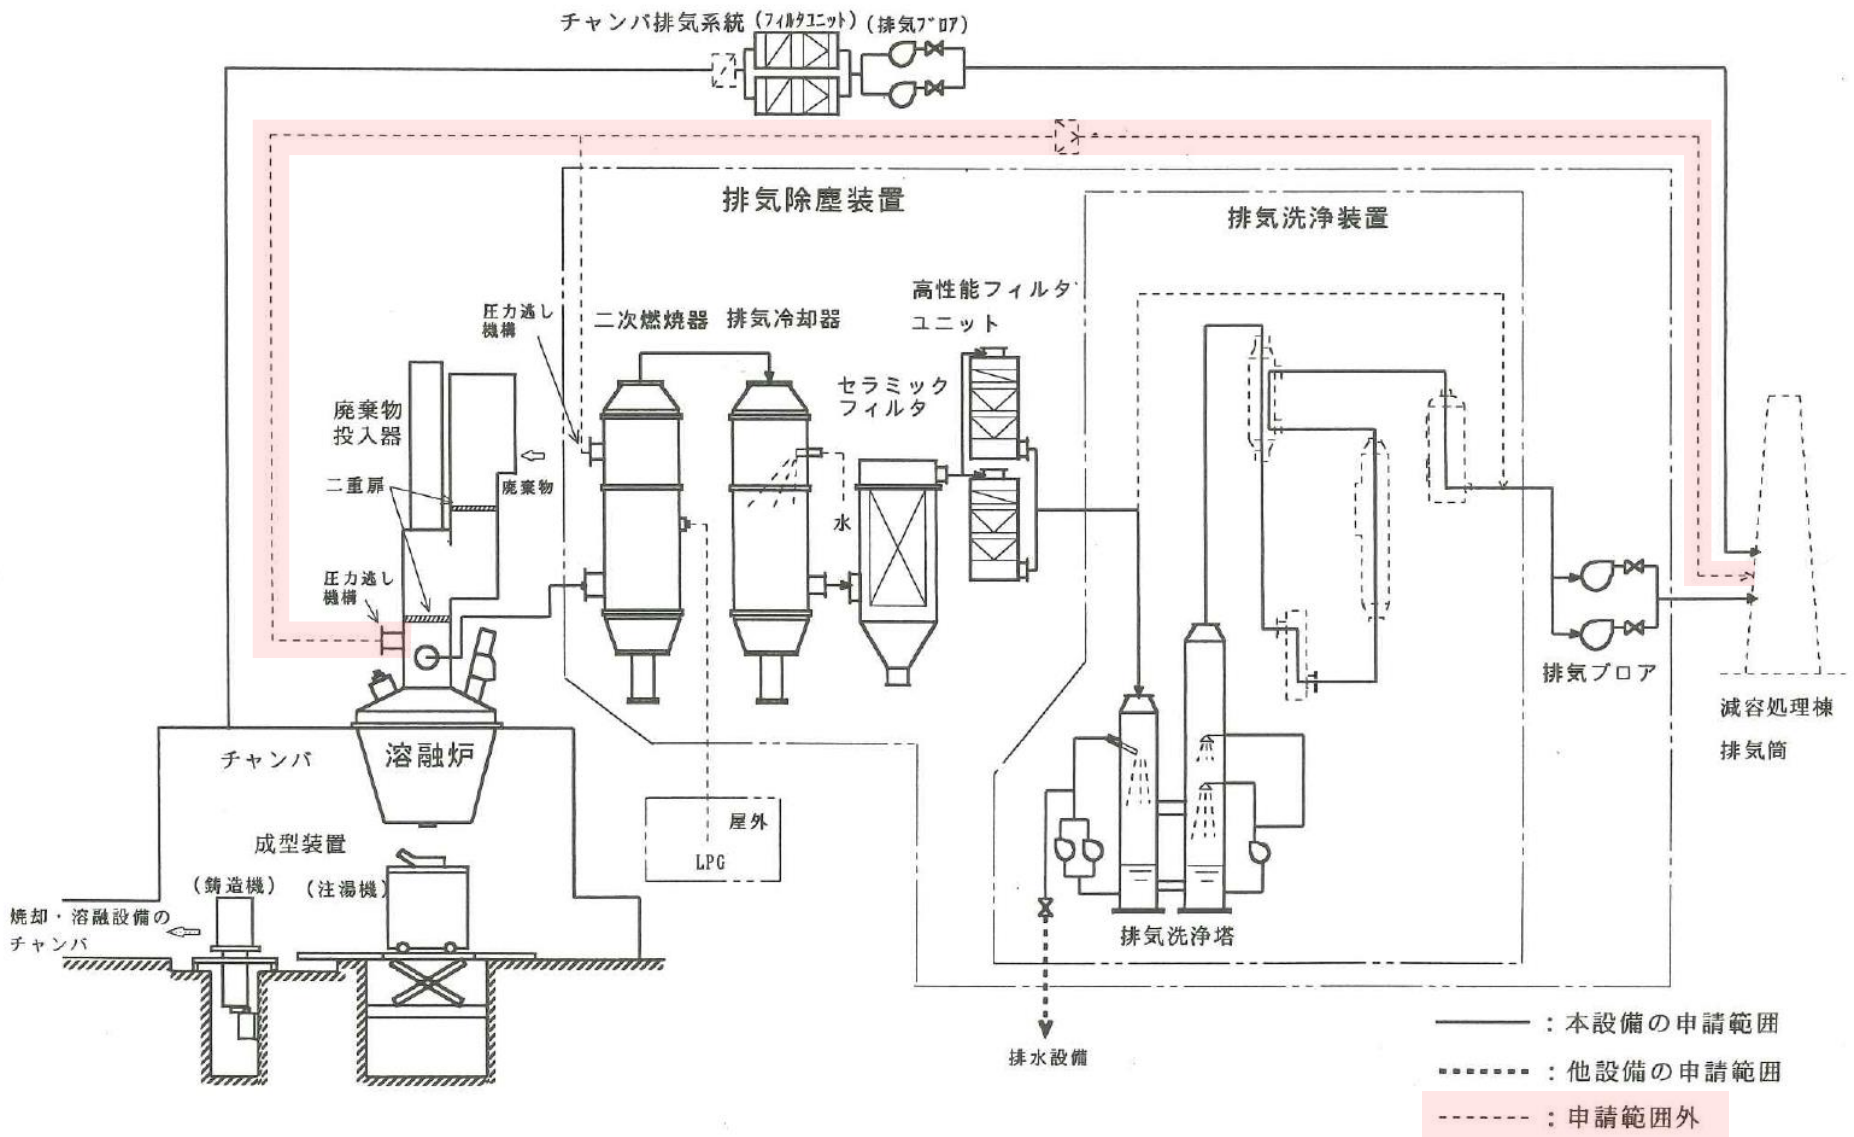 チャンバ排気系統(フィルタユニット)(排気ブロア)
排気除塵装置
排気洗浄装置
高性能フィルタ
ユニット
圧力逃し
機構
二次燃焼器
排気冷却器
セラミック
フィルタ
廃棄物
投入器
二重扉
廃棄物
水
圧力逃し
機構
排気ブロア
減容処理棟
排気筒
チャンバ
溶融炉
屋外
LPG
成型装置
(鋳造機)
(注湯機)
焼却・溶融設備の
チャンバ
排気洗浄塔
排水設備
:本設備の申請範囲
:他設備の申請範囲
:申請範囲外